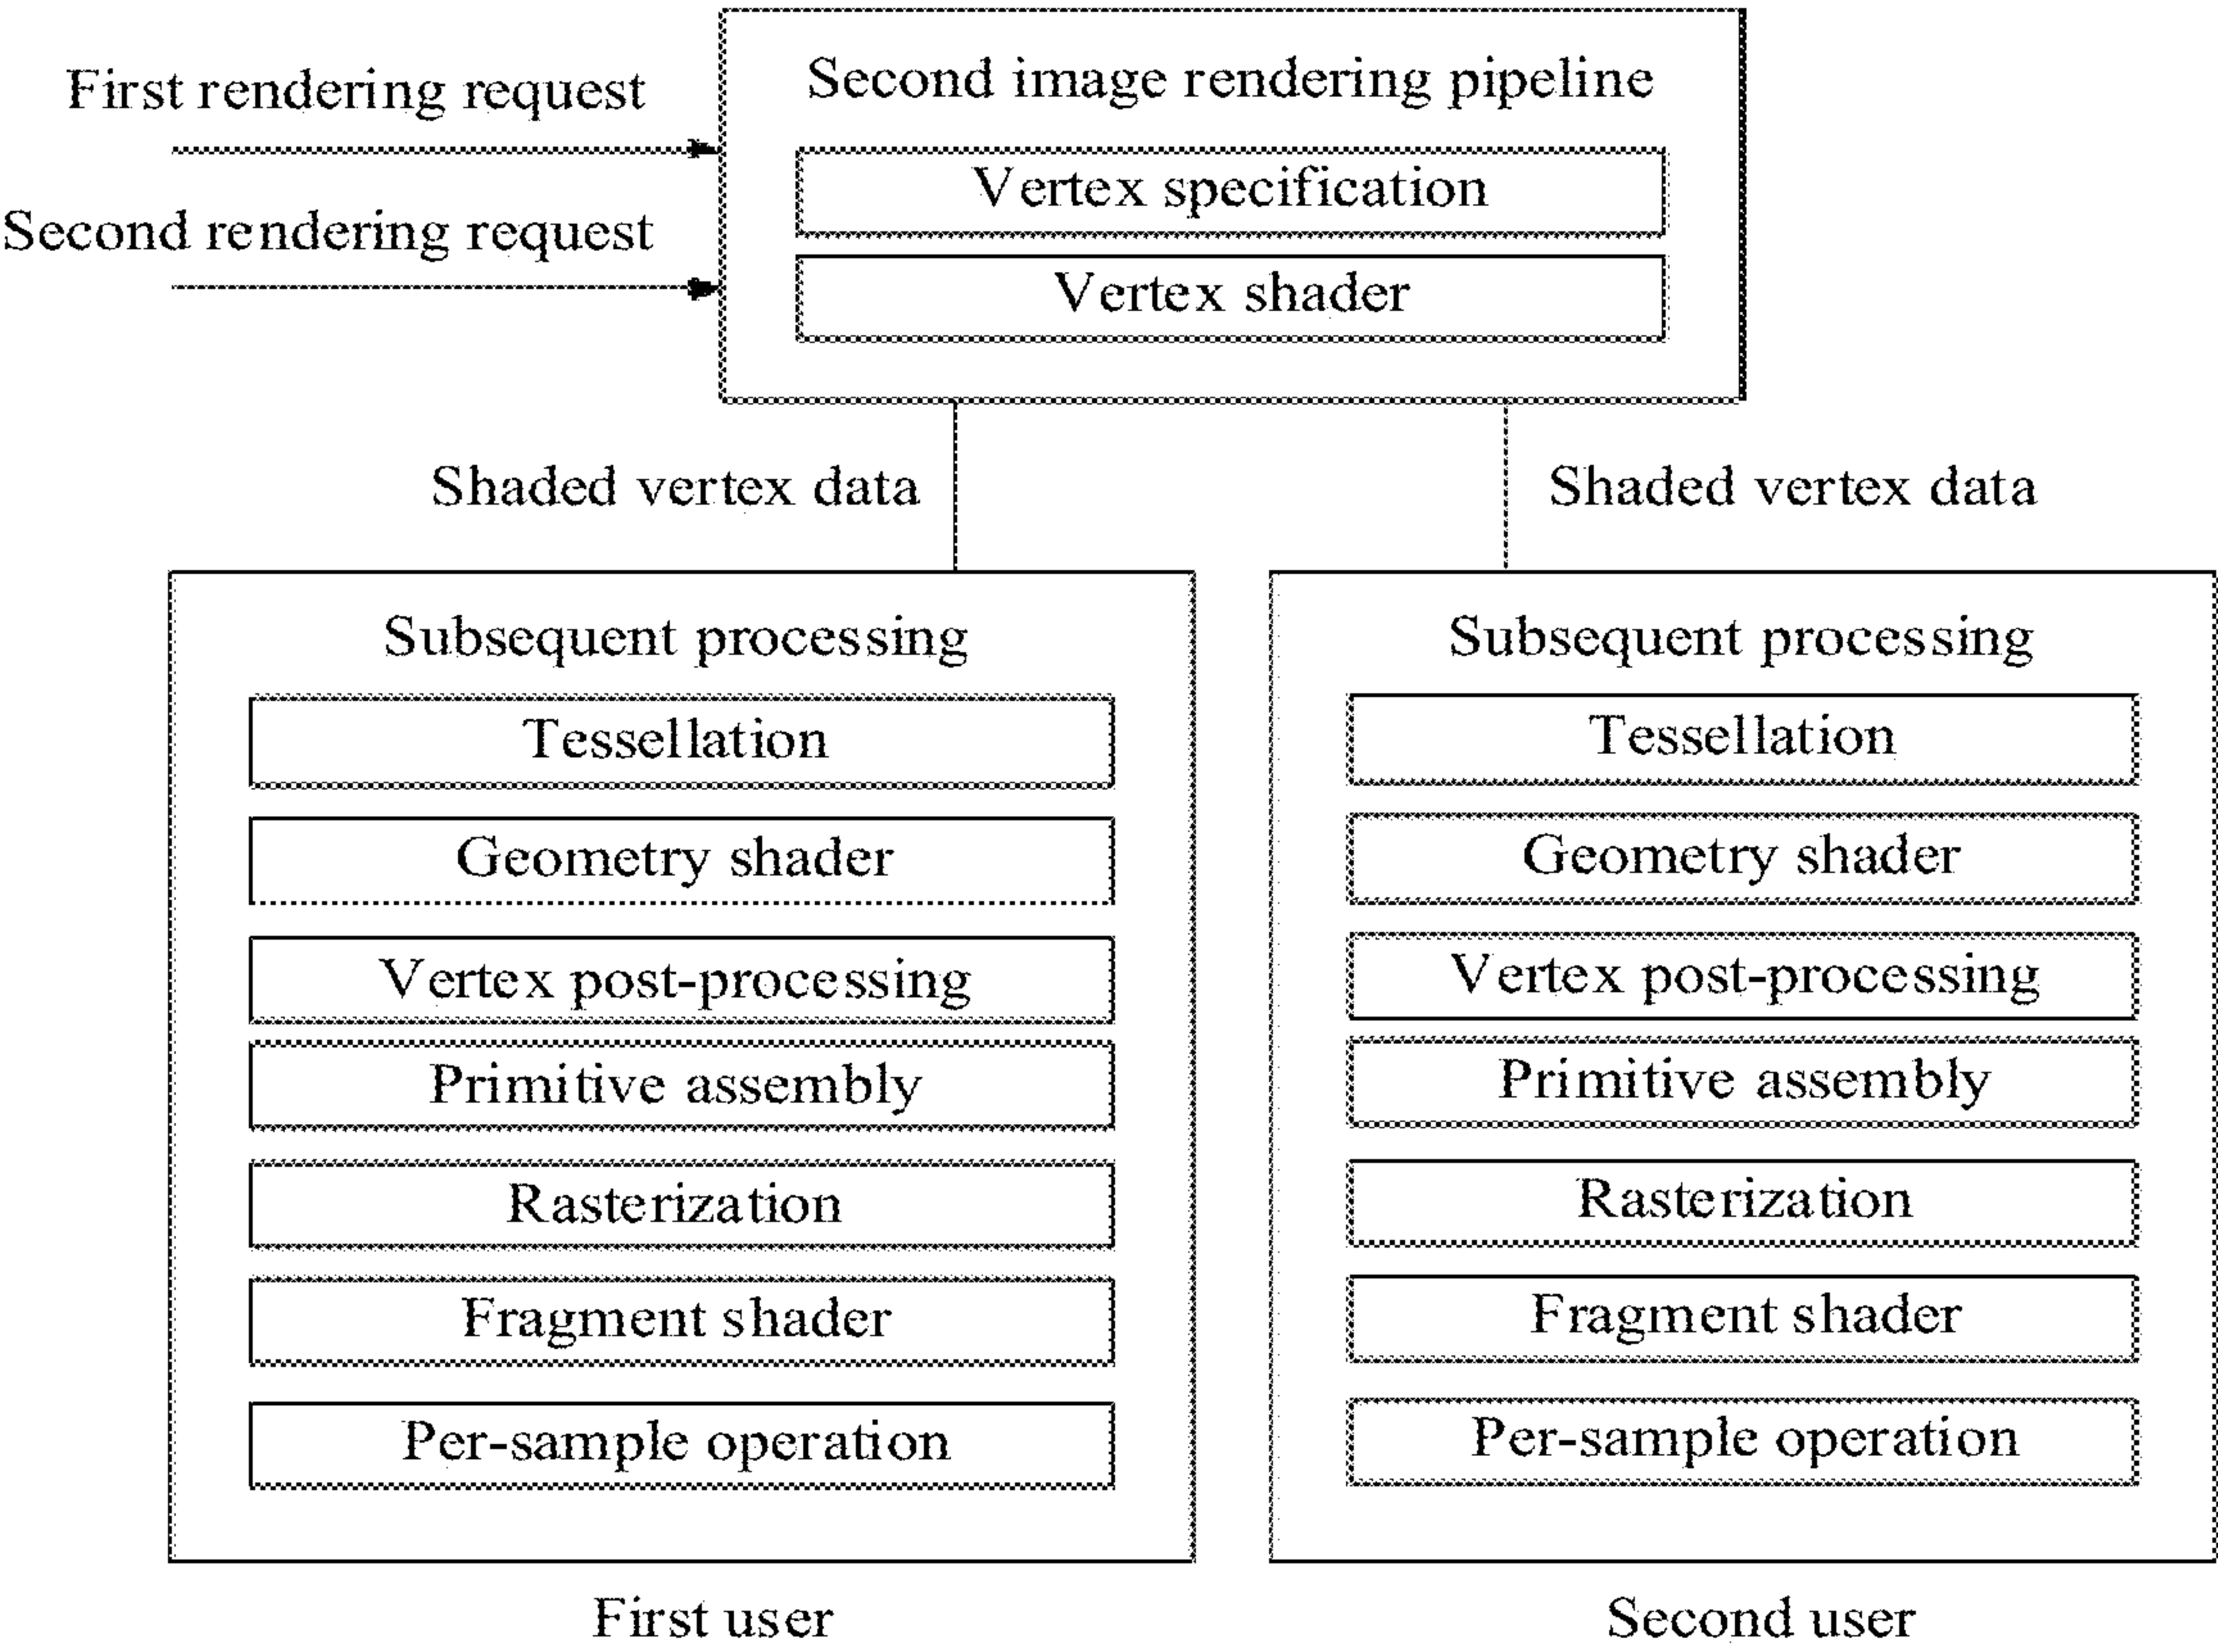 First rendering request
Second rendering request
Second image rendering pipeline
Vertex specification
Vertex shader
Shaded vertex data
Shaded vertex data
Subsequent processing
Tessellation
Geometry shader
Vertex post-processing
Primitive assembly
Rasterization
Fragment shader
Per-sample operation
First user
Subsequent processing
Tessellation
Geometry shader
Vertex post-processing
Primitive assembly
Rasterization
Fragment shader
Per-sample operation
Second user